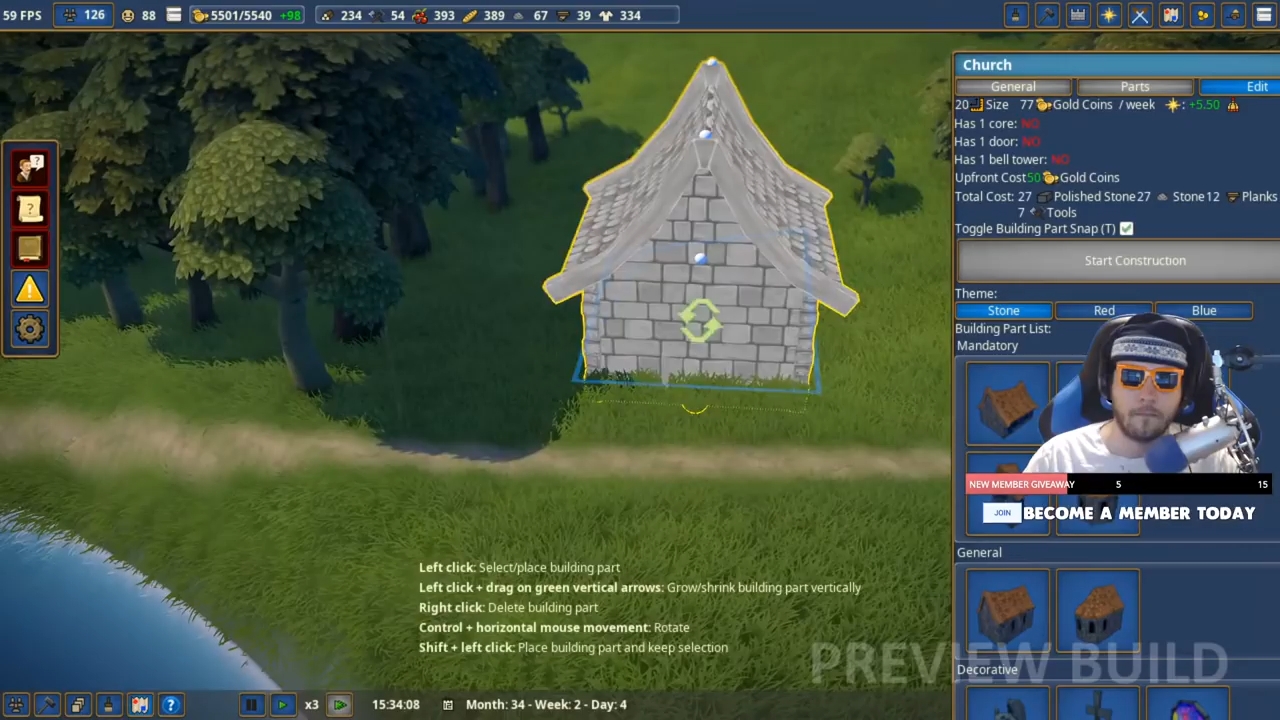 59 FPS 126 88 5501/5540 +98 234 54 393 389 67 39 334
Church
General Parts Edit
20 Size 77 Gold Coins / week : +5.50
Has 1 core: NO
Has 1 door: NO
Has 1 bell tower: NO
Upfront Cost50 Gold Coins
Total Cost: 27 Polished Stone27 Stone12 Planks
7 Tools
Toggle Building Part Snap (T)
Start Construction
Theme:
Stone Red Blue
Building Part List:
Mandatory
NEW MEMBER GIVEAWAY 5 15
JOIN BECOME A MEMBER TODAY
General
Left click: Select/place building part
Left click + drag on green vertical arrows: Grow/shrink building part vertically
Right click: Delete building part
Control + horizontal mouse movement: Rotate
Shift + left click: Place building part and keep selection
PREVIEW BUILD
Decorative
x3 15:34:08 Month: 34 - Week: 2 - Day: 4